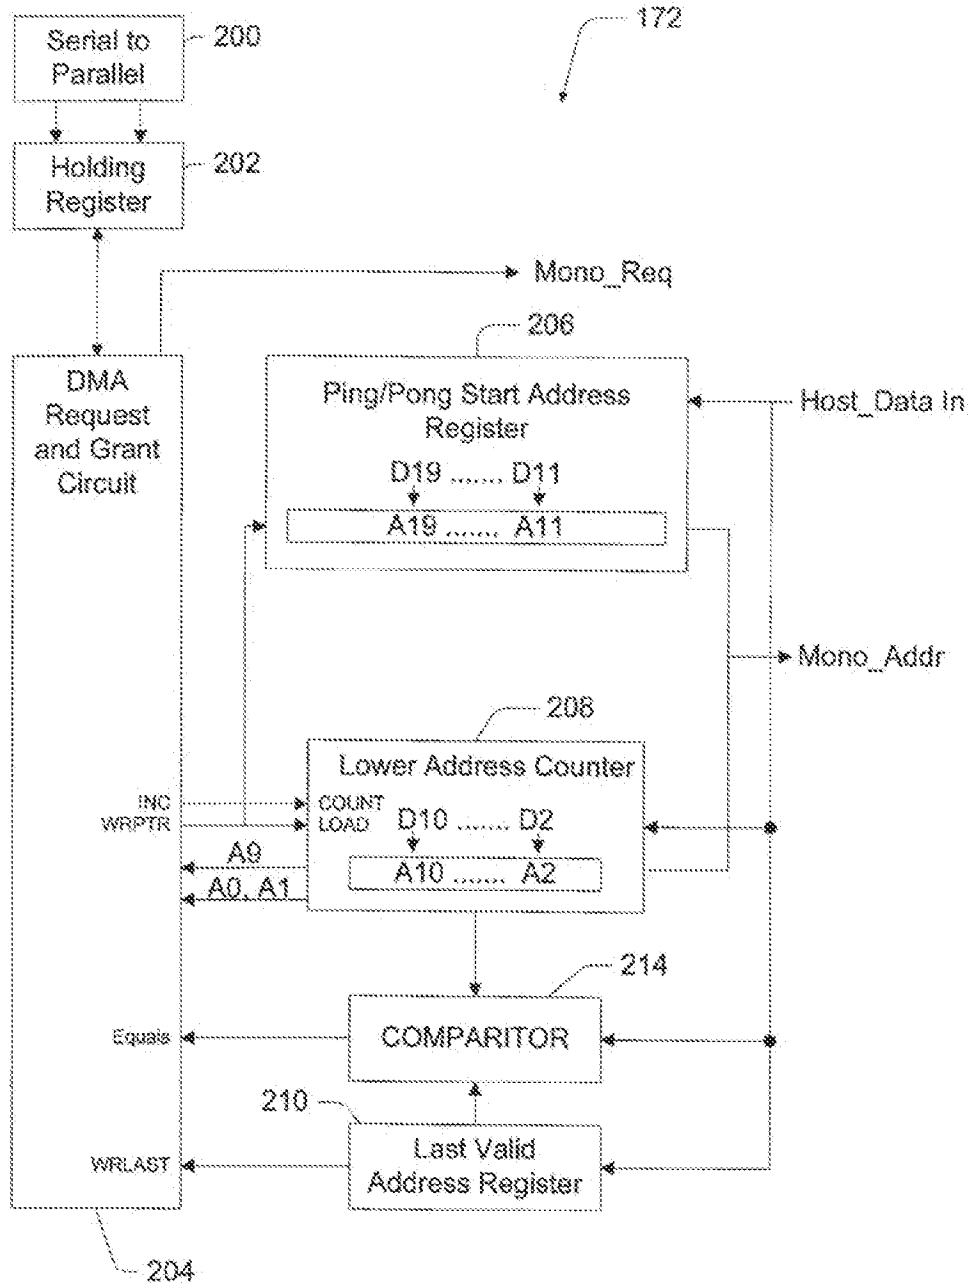 172
Serial to
Parallel
200
Holding
Register
202
Mono_Req
206
DMA
Request
and Grant
Circuit
Ping/Pong Start Address
Register
D19 ....... D11
A19 ....... A11
Host_Data In
Mono_Addr
208
Lower Address Counter
INC
WRPTR
COUNT
LOAD
D10 ....... D2
A10 ....... A2
A9
A0, A1
214
Equals
COMPARITOR
210
WRLAST
Last Valid
Address Register
204